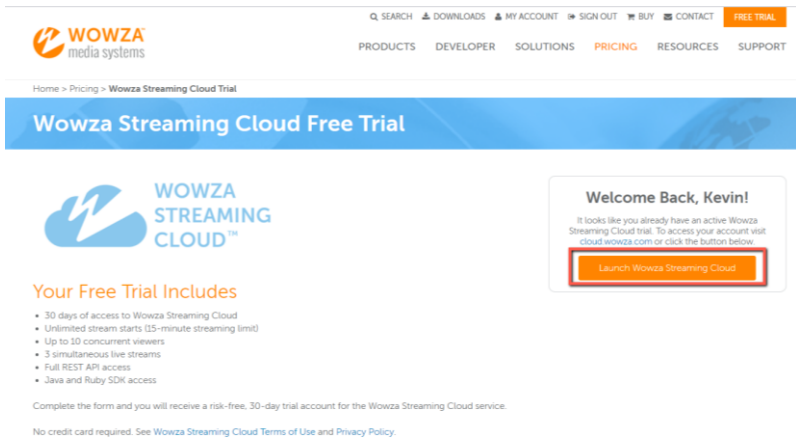 SEARCH DOWNLOADS MY ACCOUNT SIGN OUT BUY CONTACT FREE TRIAL
WOWZA
media systems
PRODUCTS DEVELOPER SOLUTIONS PRICING RESOURCES SUPPORT
Home > Pricing > Wowza Streaming Cloud Trial
Wowza Streaming Cloud Free Trial
WOWZA
STREAMING
CLOUD™
Welcome Back, Kevin!
It looks like you already have an active Wowza
Streaming Cloud trial. To access your account visit
cloud.wowza.com or click the button below.
Launch Wowza Streaming Cloud
Your Free Trial Includes
• 30 days of access to Wowza Streaming Cloud
• Unlimited stream starts (15-minute streaming limit)
• Up to 10 concurrent viewers
• 3 simultaneous live streams
• Full REST API access
• Java and Ruby SDK access
Complete the form and you will receive a risk-free, 30-day trial account for the Wowza Streaming Cloud service.
No credit card required. See Wowza Streaming Cloud Terms of Use and Privacy Policy.